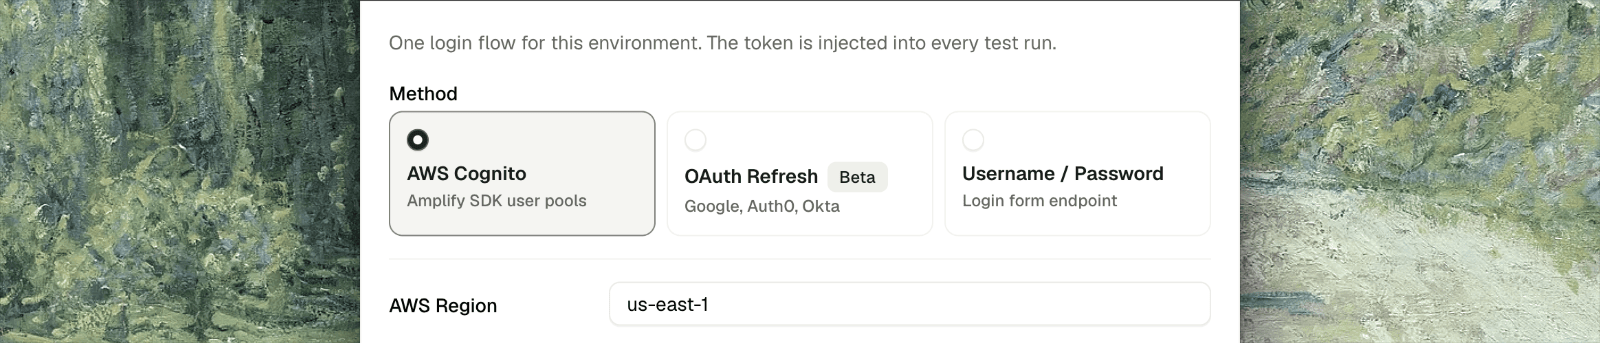 One login flow for this environment. The token is injected into every test run.
Method
AWS Cognito
Amplify SDK user pools
OAuth Refresh Beta
Google, Auth0, Okta
Username / Password
Login form endpoint
AWS Region
us-east-1